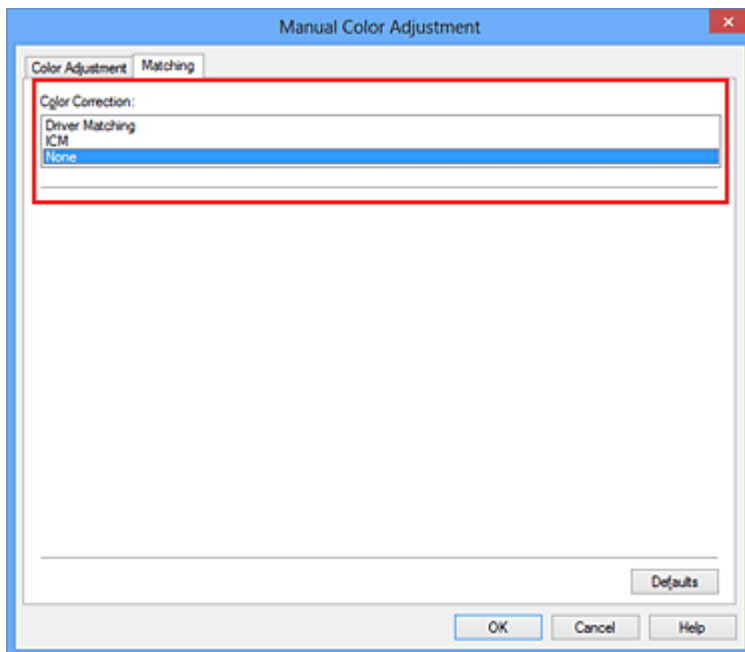 Manual Color Adjustment
Color Adjustment Matching
Color Correction:
Driver Matching
ICM
None
Defaults
OK Cancel Help